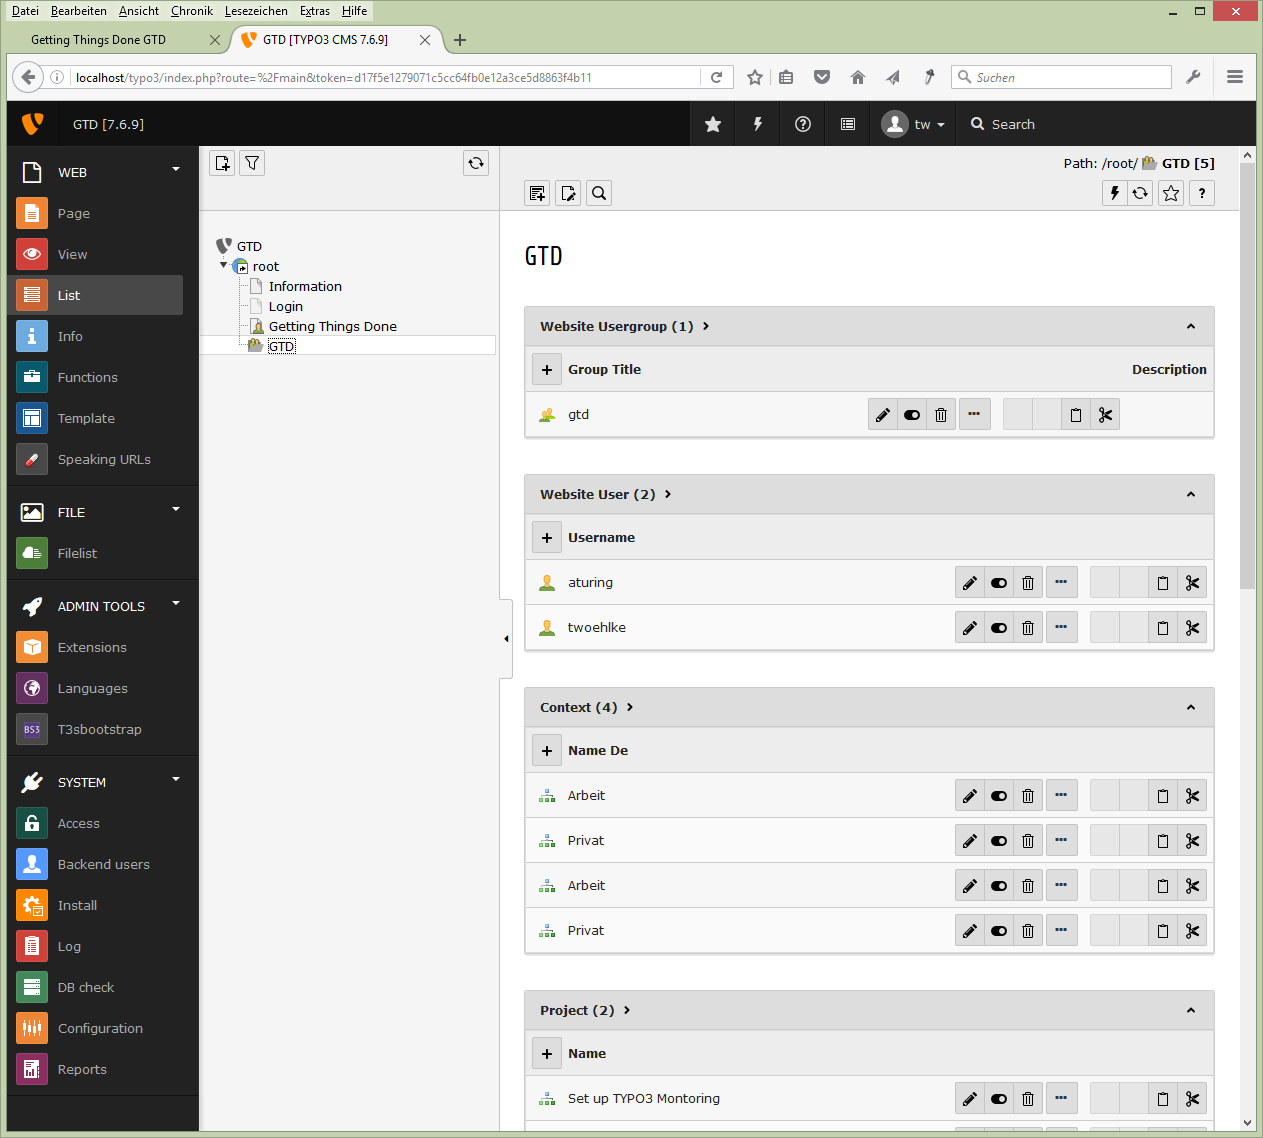 Datei Bearbeiten Ansicht Chronik Lesezeichen Extras Hilfe
Getting Things Done GTD
GTD [TYPO3 CMS 7.6.9]
localhost/typo3/index.php?route=%2Fmain&token=d17f5e1279071c5cc64fb0e12a3ce5d8863f4b11
Suchen
GTD [7.6.9]
tw
Search
WEB
Page
View
List
Info
Functions
Template
Speaking URLs
FILE
Filelist
ADMIN TOOLS
Extensions
Languages
BS3 T3sbootstrap
SYSTEM
Access
Backend users
Install
Log
DB check
Configuration
Reports
GTD
root
Information
Login
Getting Things Done
GTD
Path: /root/ GTD [5]
?
GTD
Website Usergroup (1)
Group Title Description
gtd
Website User (2)
Username
aturing
twoehlke
Context (4)
Name De
Arbeit
Privat
Arbeit
Privat
Project (2)
Name
Set up TYPO3 Montoring